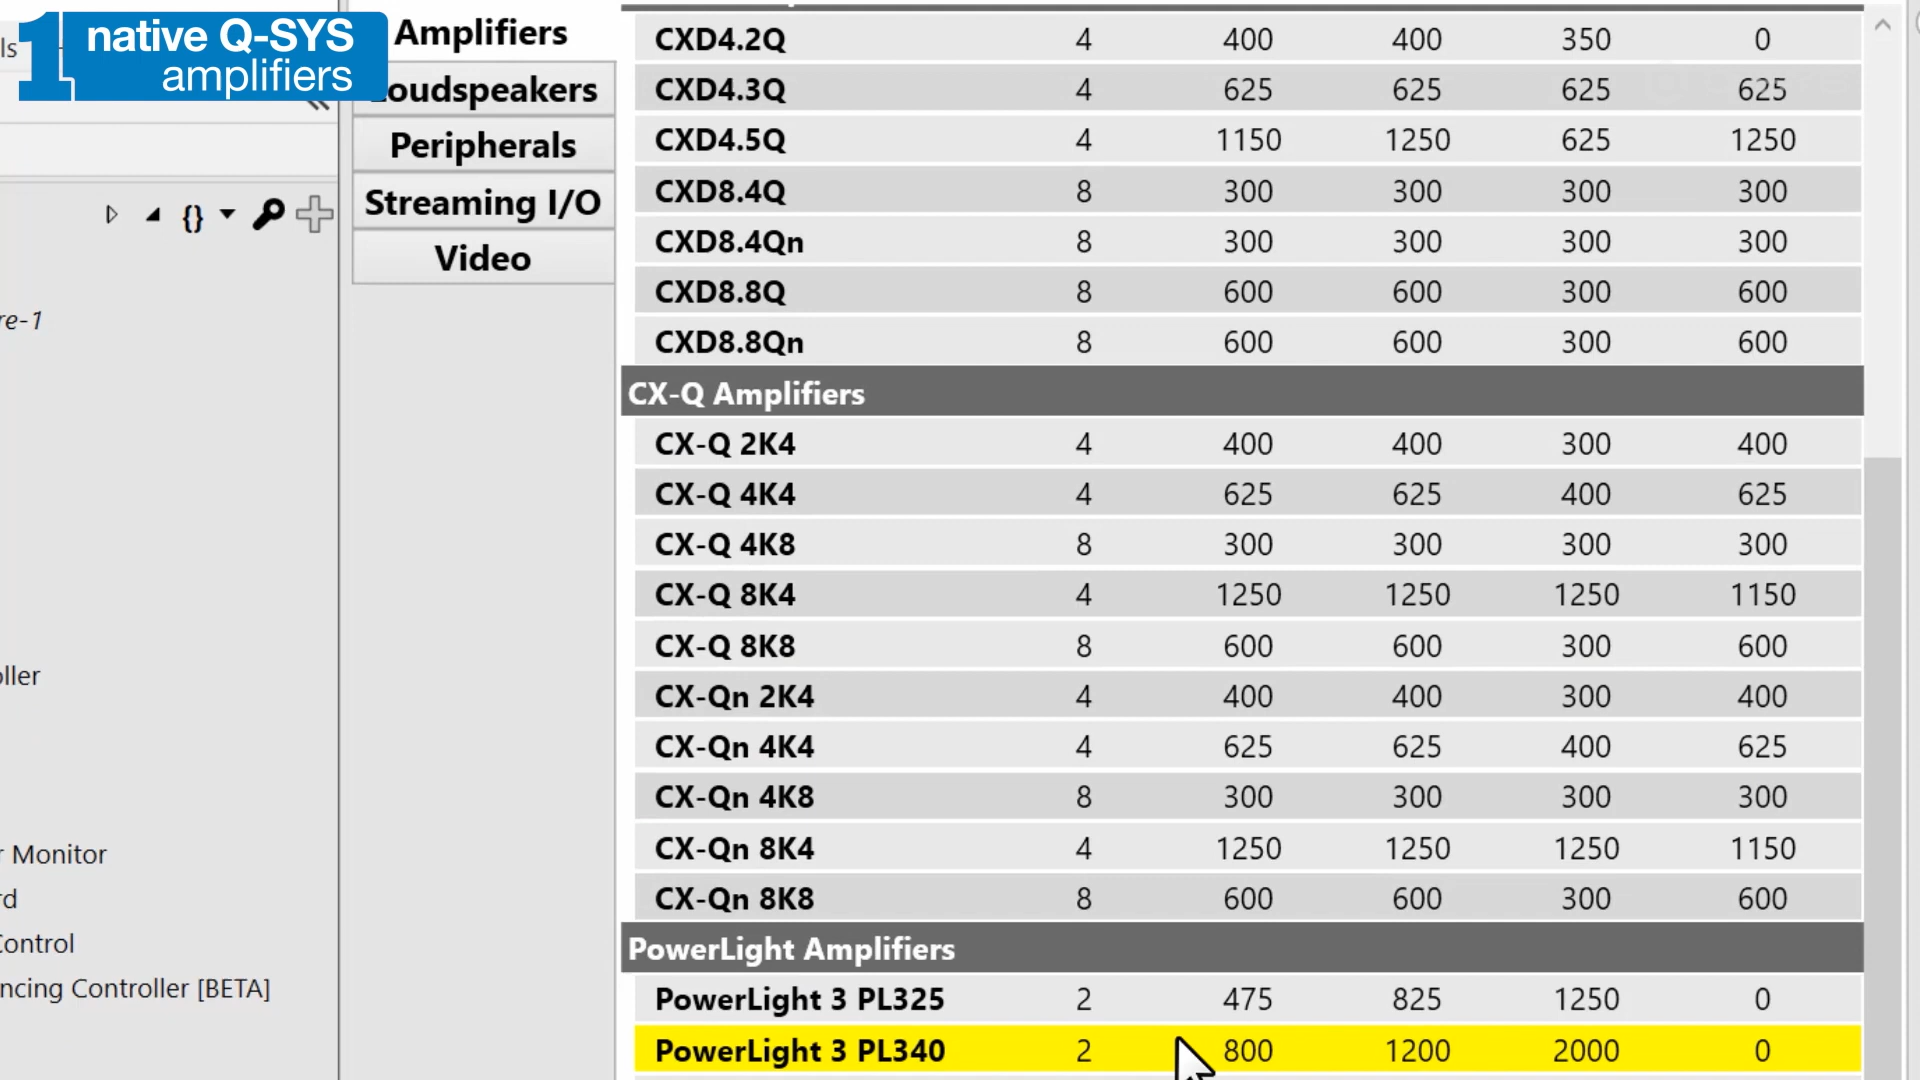 ls
1 native Q-SYS
amplifiers
{}
re-1
oller
r Monitor
rd
Control
ncing Controller [BETA]
Amplifiers
oudspeakers
Peripherals
Streaming I/O
Video
CXD4.2Q 4 400 400 350 0
CXD4.3Q 4 625 625 625 625
CXD4.5Q 4 1150 1250 625 1250
CXD8.4Q 8 300 300 300 300
CXD8.4Qn 8 300 300 300 300
CXD8.8Q 8 600 600 300 600
CXD8.8Qn 8 600 600 300 600
CX-Q Amplifiers
CX-Q 2K4 4 400 400 300 400
CX-Q 4K4 4 625 625 400 625
CX-Q 4K8 8 300 300 300 300
CX-Q 8K4 4 1250 1250 1250 1150
CX-Q 8K8 8 600 600 300 600
CX-Qn 2K4 4 400 400 300 400
CX-Qn 4K4 4 625 625 400 625
CX-Qn 4K8 8 300 300 300 300
CX-Qn 8K4 4 1250 1250 1250 1150
CX-Qn 8K8 8 600 600 300 600
PowerLight Amplifiers
PowerLight 3 PL325 2 475 825 1250 0
PowerLight 3 PL340 2 800 1200 2000 0